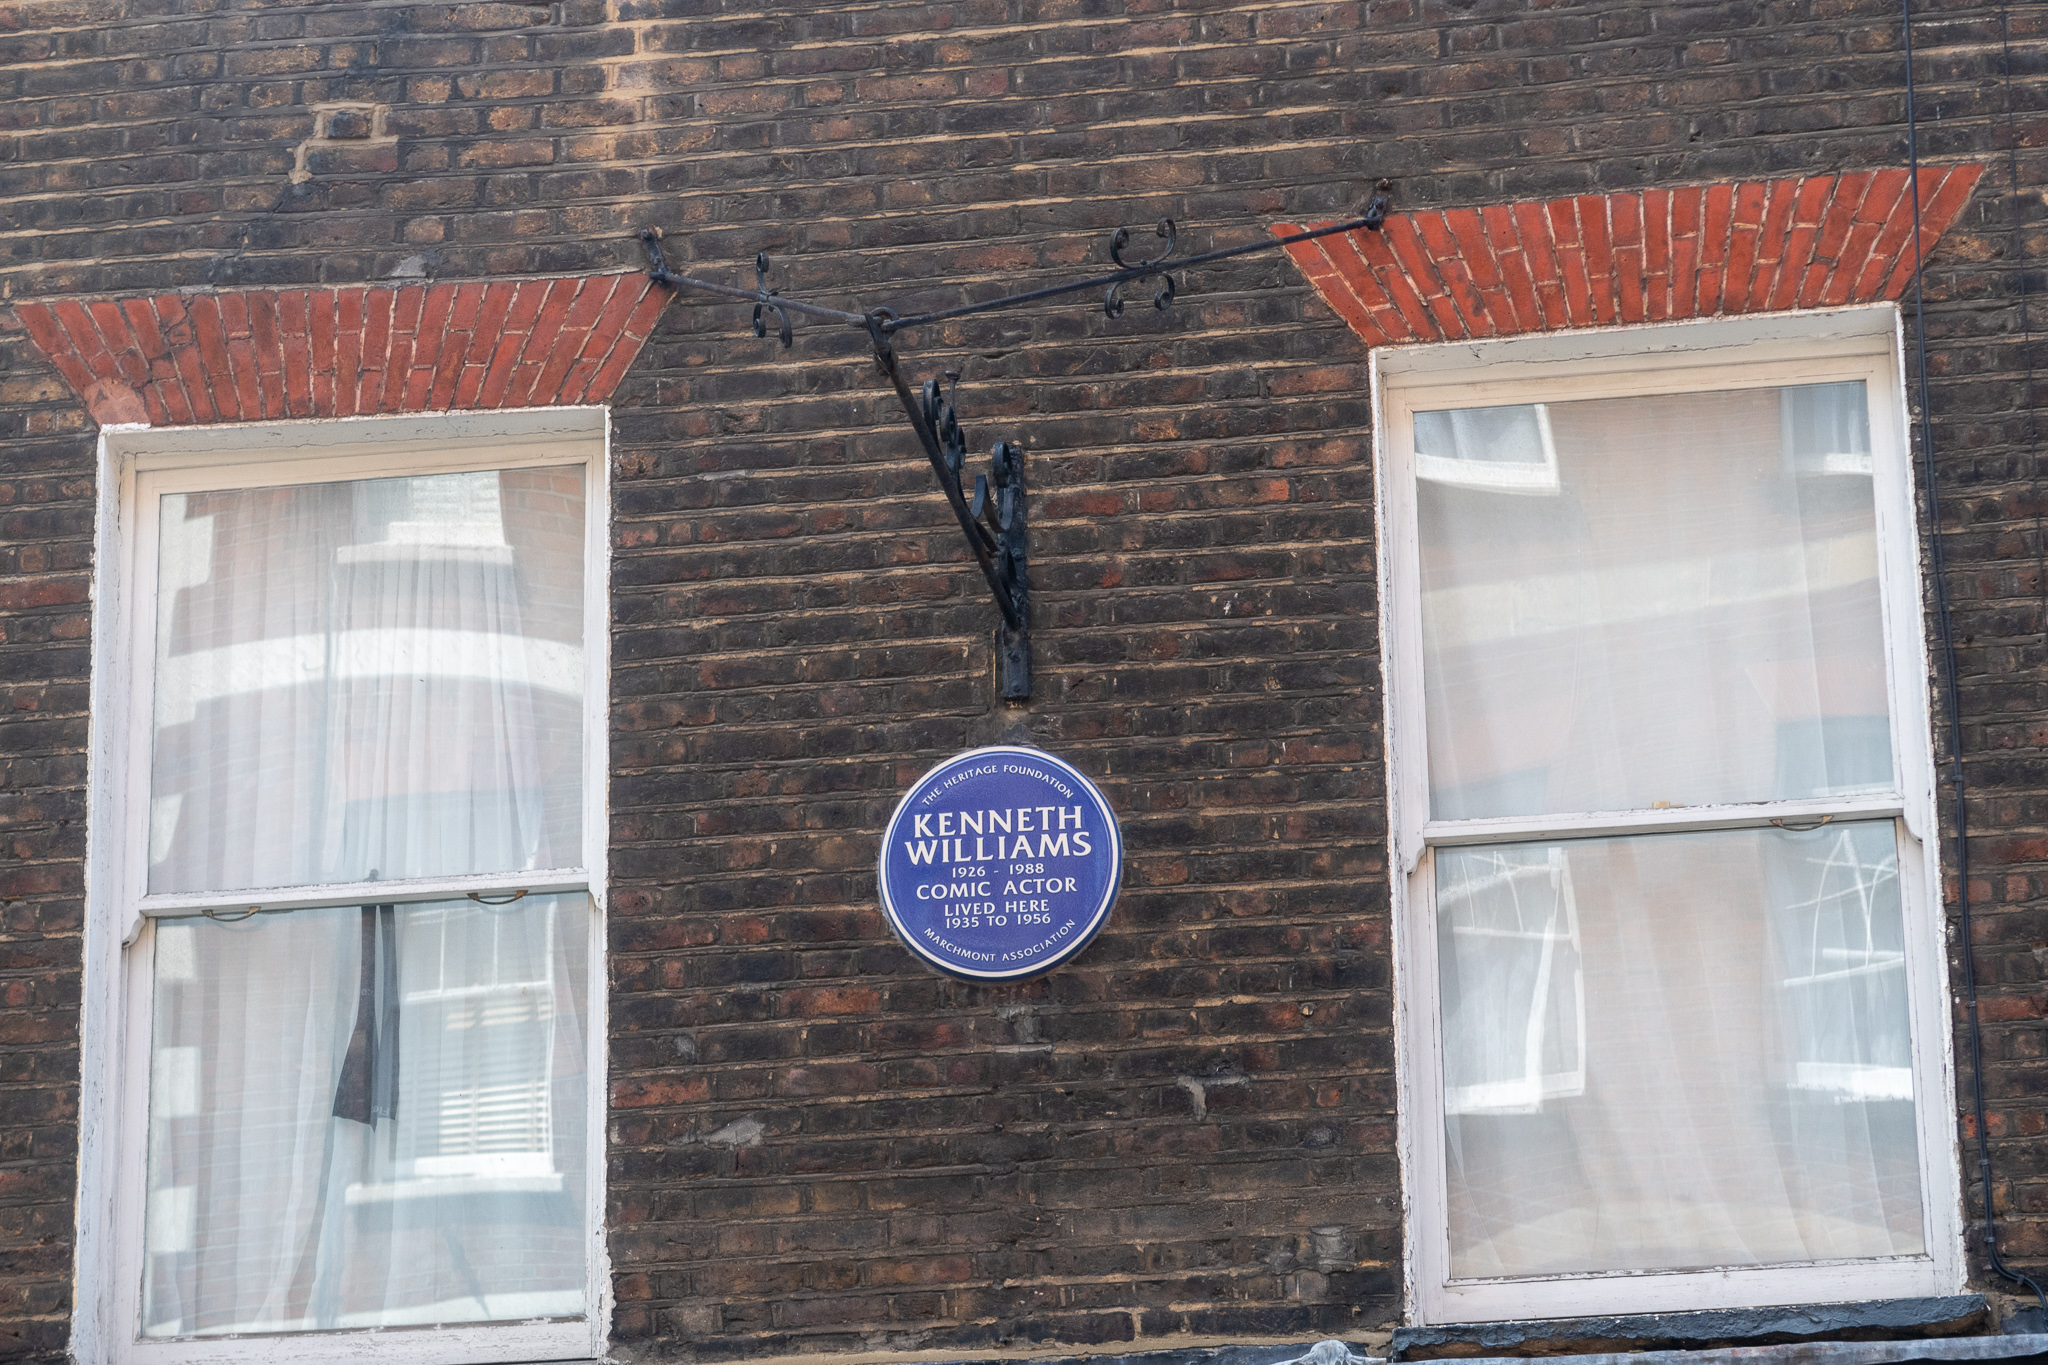 THE HERITAGE FOUNDATION
KENNETH
WILLIAMS
1926 - 1988
COMIC ACTOR
LIVED HERE
1935 TO 1956
MARCHMONT ASSOCIATION